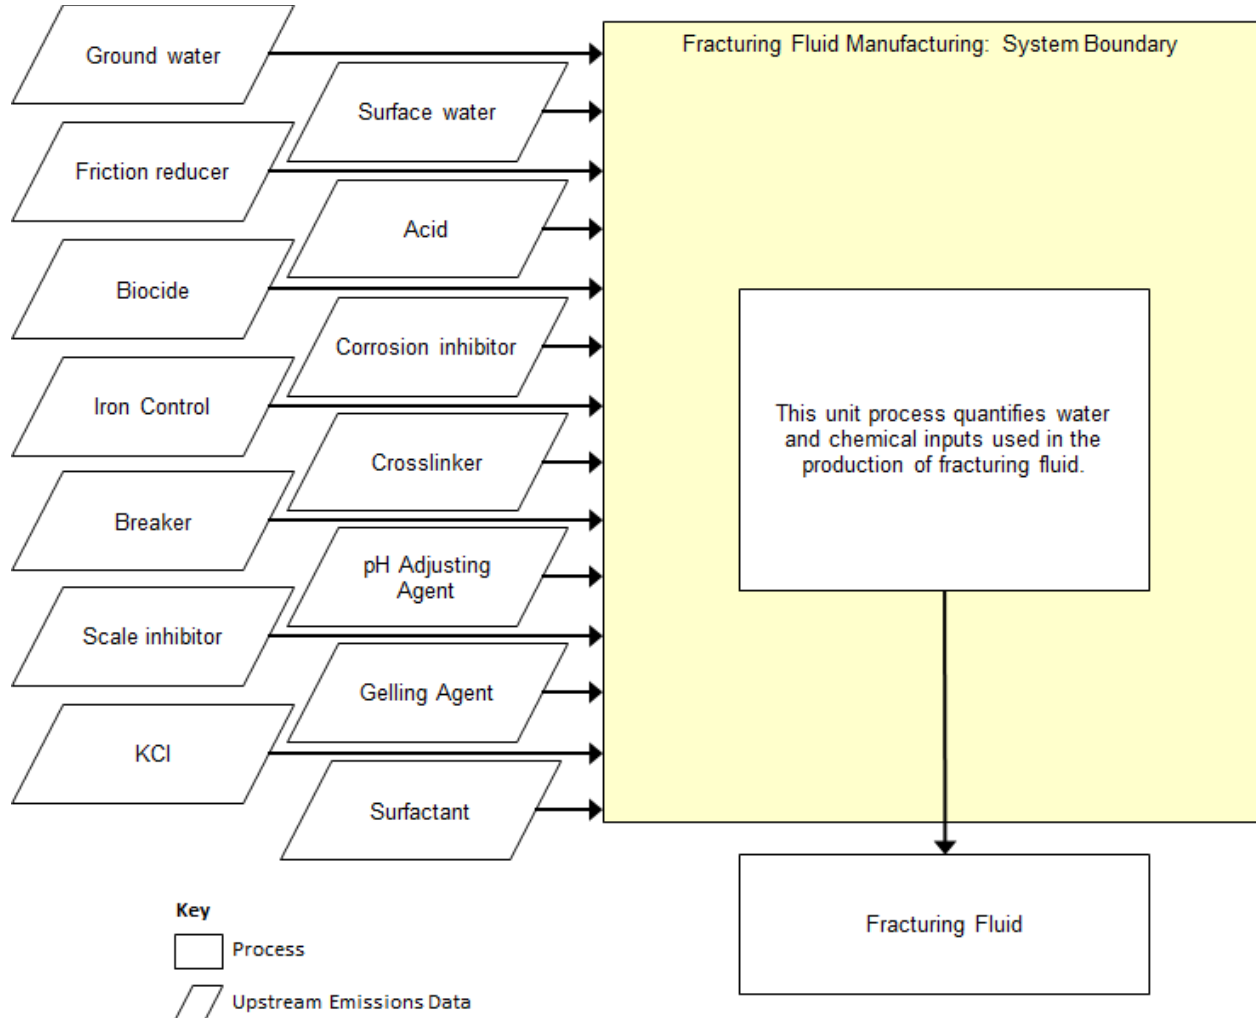 Ground water
Fracturing Fluid Manufacturing: System Boundary
Surface water
Friction reducer
Acid
Biocide
Corrosion inhibitor
Iron Control
Crosslinker
This unit process quantifies water
and chemical inputs used in the
production of fracturing fluid.
Breaker
pH Adjusting
Agent
Scale inhibitor
Gelling Agent
KCl
Surfactant
Fracturing Fluid
Key
Process
Upstream Emissions Data